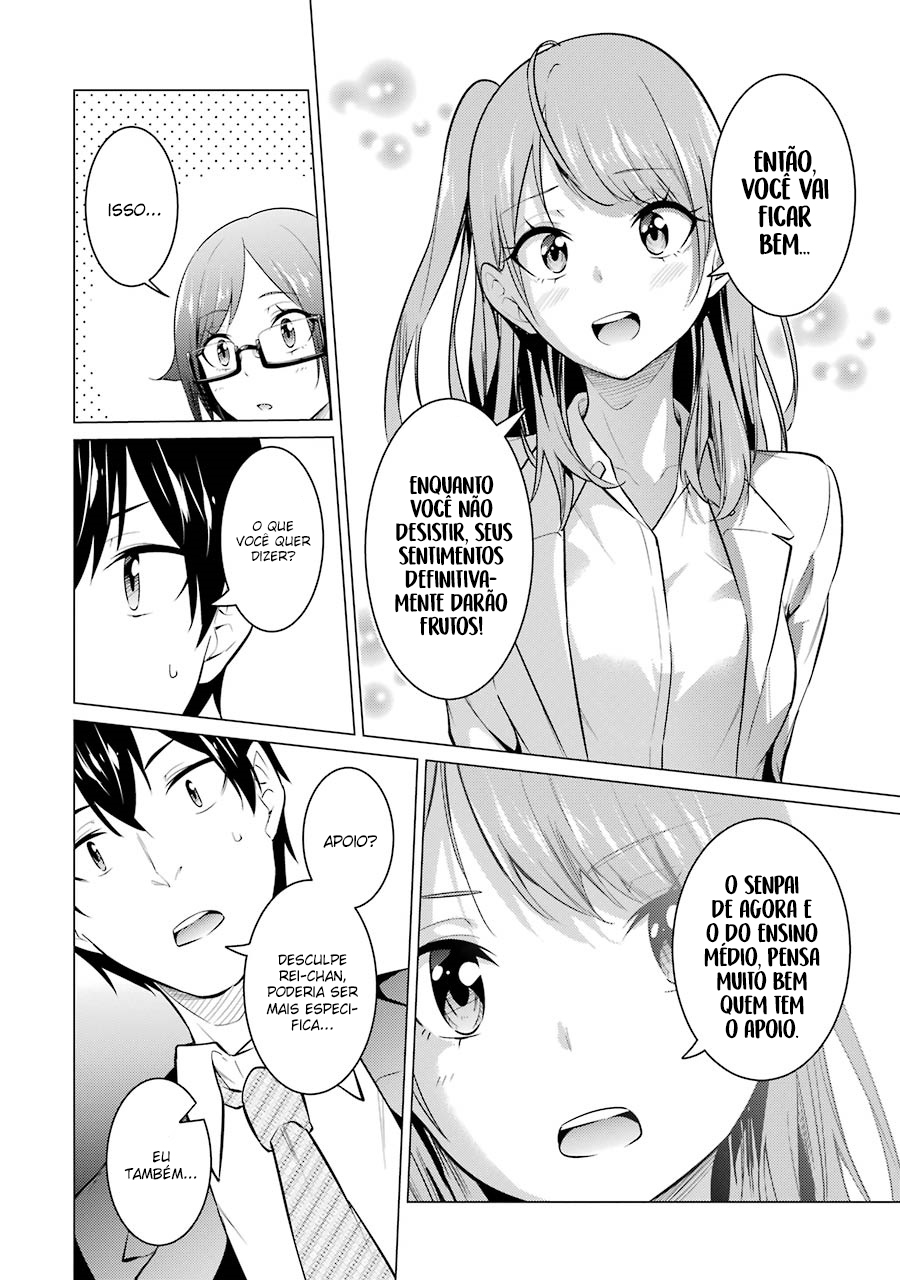 ENTÃO,
VOCÊ VAI
FICAR
BEM...
ENQUANTO
VOCÊ NÃO
DESISTIR, SEUS
SENTIMENTOS
DEFINITIVA-
MENTE DARÃO
FRUTOS!
ISSO...
O QUE
VOCÊ QUER
DIZER?
O SENPAI
DE AGORA E
O DO ENSINO
MÉDIO, PENSA
MUITO BEM
QUEM TEM
O APOIO.
APOIO?
DESCULPE
REI-CHAN,
PODERIA SER
MAIS ESPECI-
FICA...
EU
TAMBÉM...